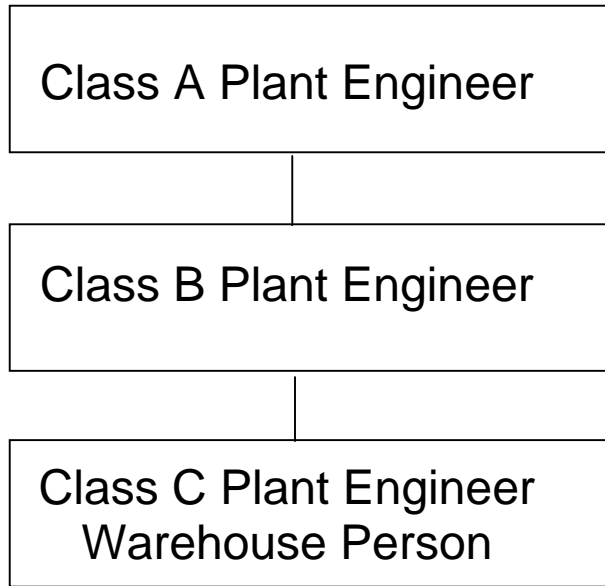 Class A Plant Engineer
Class B Plant Engineer
Class C Plant Engineer
Warehouse Person